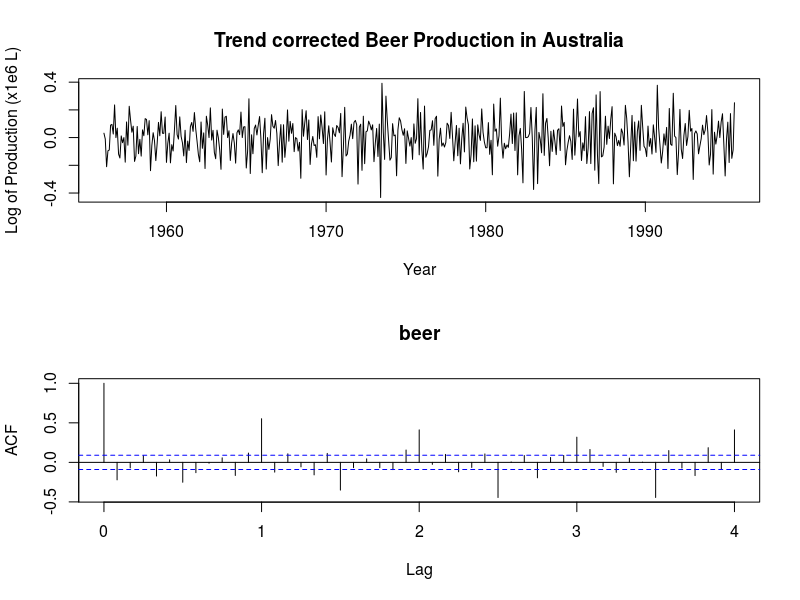 Trend corrected Beer Production in Australia
Log of Production (x1e6 L)
0.4
0.0
-0.4
1960 1970 1980 1990
Year
beer
ACF
1.0
0.5
0.0
-0.5
0 1 2 3 4
Lag